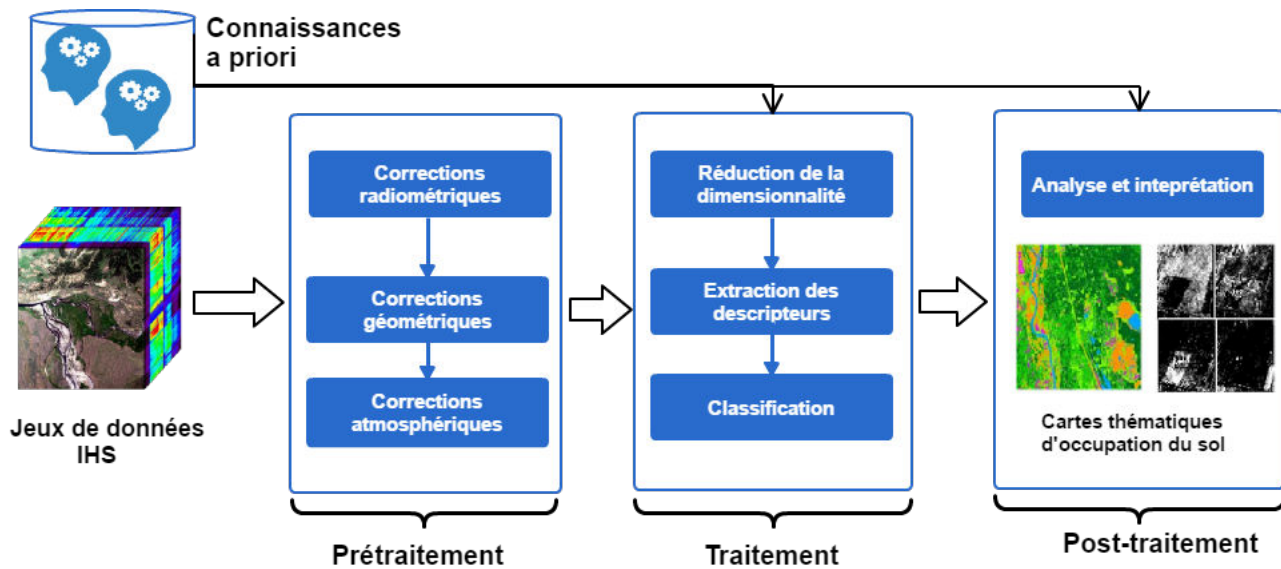 Connaissances
a priori
Jeux de données
IHS
Corrections
radiométriques
Corrections
géométriques
Corrections
atmosphériques
Prétraitement
Réduction de la
dimensionnalité
Extraction des
descripteurs
Classification
Traitement
Analyse et inteprétation
Cartes thématiques
d'occupation du sol
Post-traitement